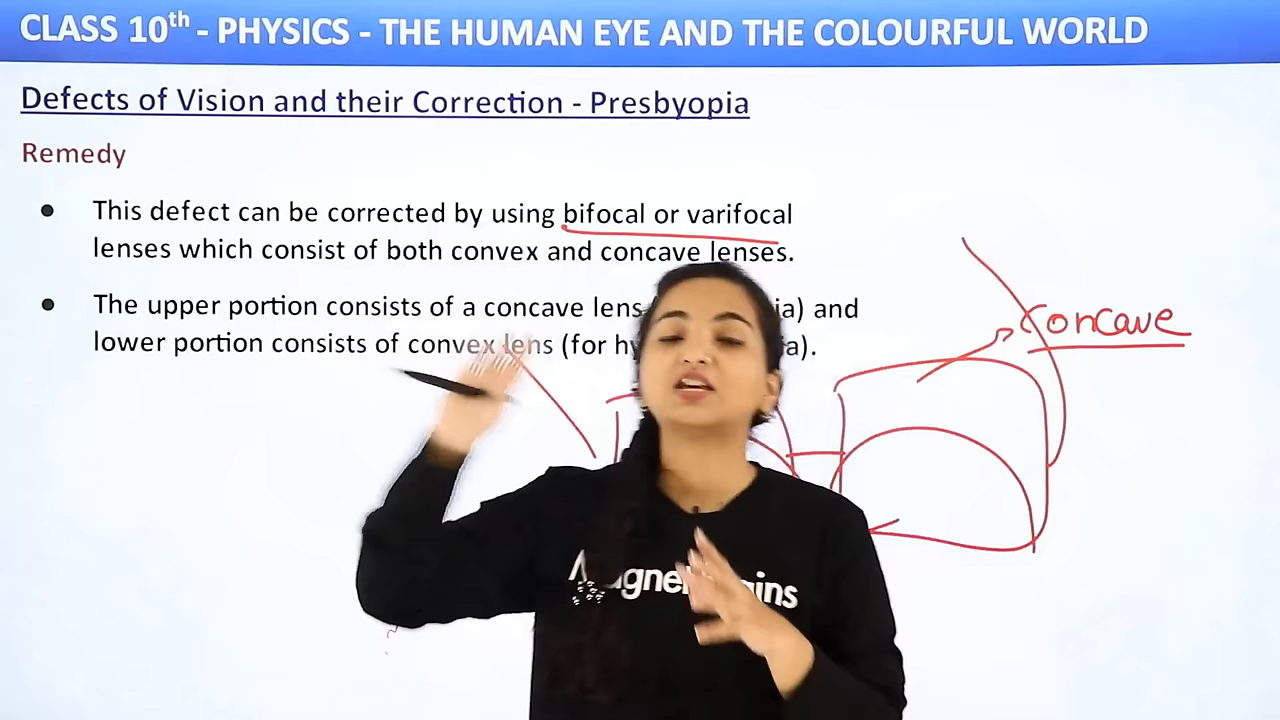 CLASS 10th - PHYSICS - THE HUMAN EYE AND THE COLOURFUL WORLD
Defects of Vision and their Correction - Presbyopia
Remedy
● This defect can be corrected by using bifocal or varifocal
lenses which consist of both convex and concave lenses.
● The upper portion consists of a concave lens ia) and
lower portion consists of convex lens (for a).
concave